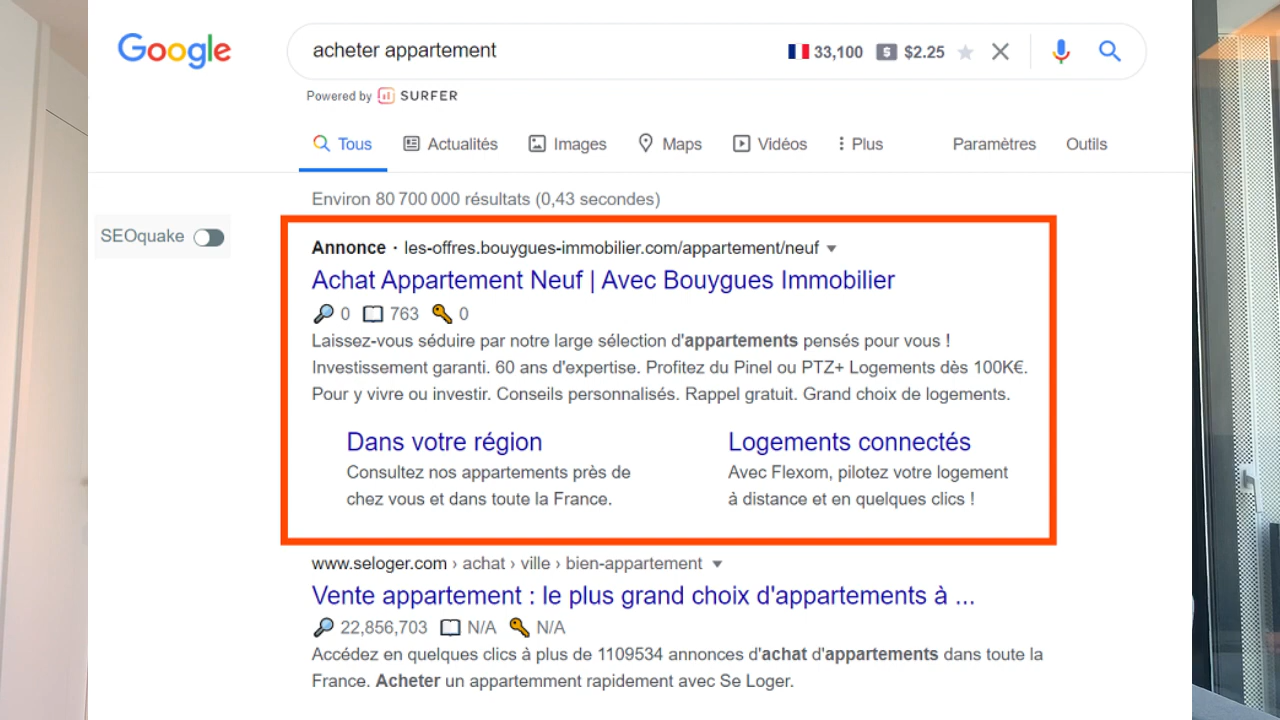 Google
acheter appartement
33,100 $ $2.25
Powered by SURFER
Tous Actualités Images Maps Vidéos Plus Paramètres Outils
Environ 80 700 000 résultats (0,43 secondes)
SEOquake
Annonce · les-offres.bouygues-immobilier.com/appartement/neuf
Achat Appartement Neuf | Avec Bouygues Immobilier
0 763 0
Laissez-vous séduire par notre large sélection d'appartements pensés pour vous !
Investissement garanti. 60 ans d'expertise. Profitez du Pinel ou PTZ+ Logements dès 100K€.
Pour y vivre ou investir. Conseils personnalisés. Rappel gratuit. Grand choix de logements.
Dans votre région
Consultez nos appartements près de
chez vous et dans toute la France.
Logements connectés
Avec Flexom, pilotez votre logement
à distance et en quelques clics !
www.seloger.com › achat › ville › bien-appartement
Vente appartement : le plus grand choix d'appartements à ...
22,856,703 N/A N/A
Accédez en quelques clics à plus de 1109534 annonces d'achat d'appartements dans toute la
France. Acheter un appartemment rapidement avec Se Loger.